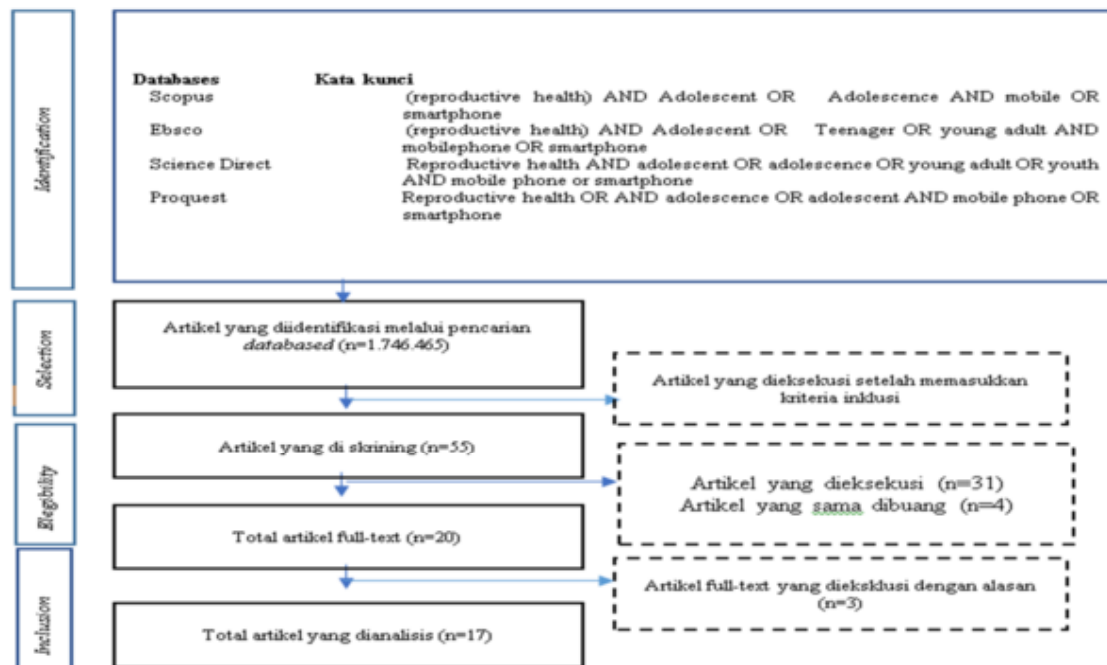 Identification
Databases Kata kunci
Scopus (reproductive health) AND Adolescent OR Adolescence AND mobile OR
smartphone
Ebsco (reproductive health) AND Adolescent OR Teenager OR young adult AND
mobilephone OR smartphone
Science Direct Reproductive health AND adolescent OR adolescence OR young adult OR youth
AND mobile phone or smartphone
Proquest Reproductive health OR AND adolescence OR adolescent AND mobile phone OR
smartphone
Selection
Artikel yang diidentifikasi melalui pencarian
databased (n=1.746.465)
Artikel yang dieksekusi setelah memasukkan
kriteria inklusi
Elegibility
Artikel yang di skrining (n=55)
Artikel yang dieksekusi (n=31)
Artikel yang sama dibuang (n=4)
Total artikel full-text (n=20)
Inclusion
Artikel full-text yang dieksklusi dengan alasan
(n=3)
Total artikel yang dianalisis (n=17)